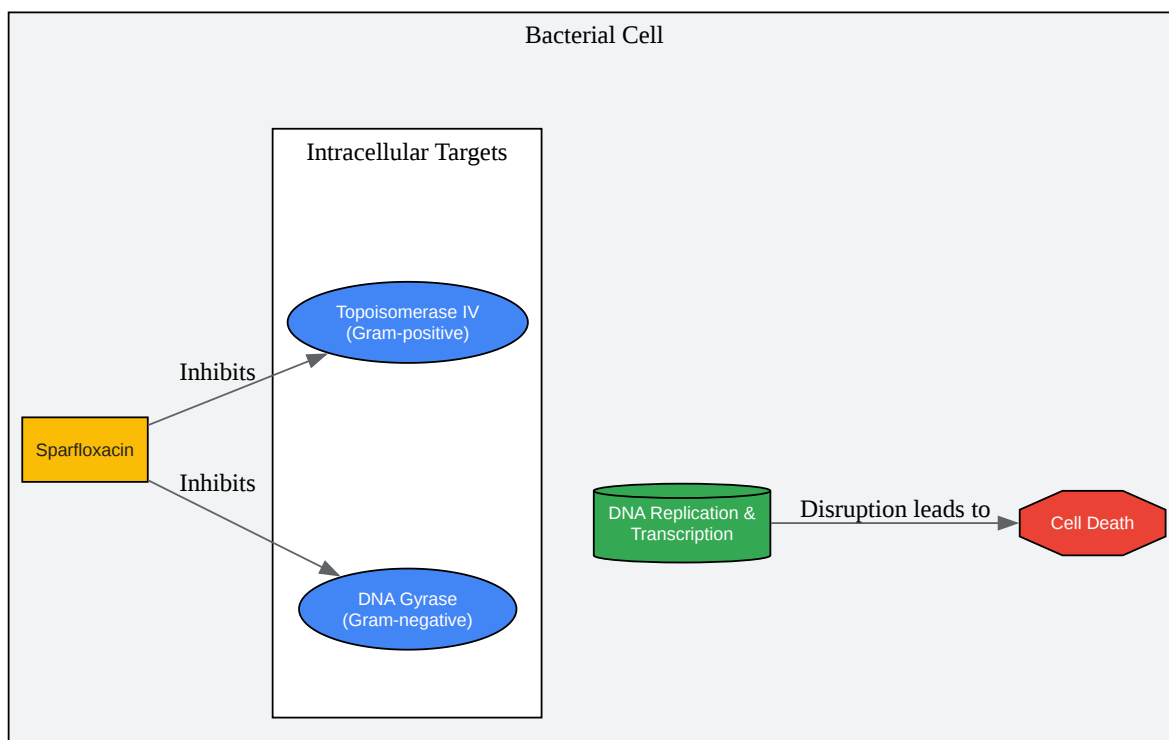 Bacterial Cell
Intracellular Targets
Topoisomerase IV
(Gram-positive)
Inhibits
Sparfloxacin
Inhibits
DNA Replication &
Transcription
Disruption leads to
Cell Death
DNA Gyrase
(Gram-negative)